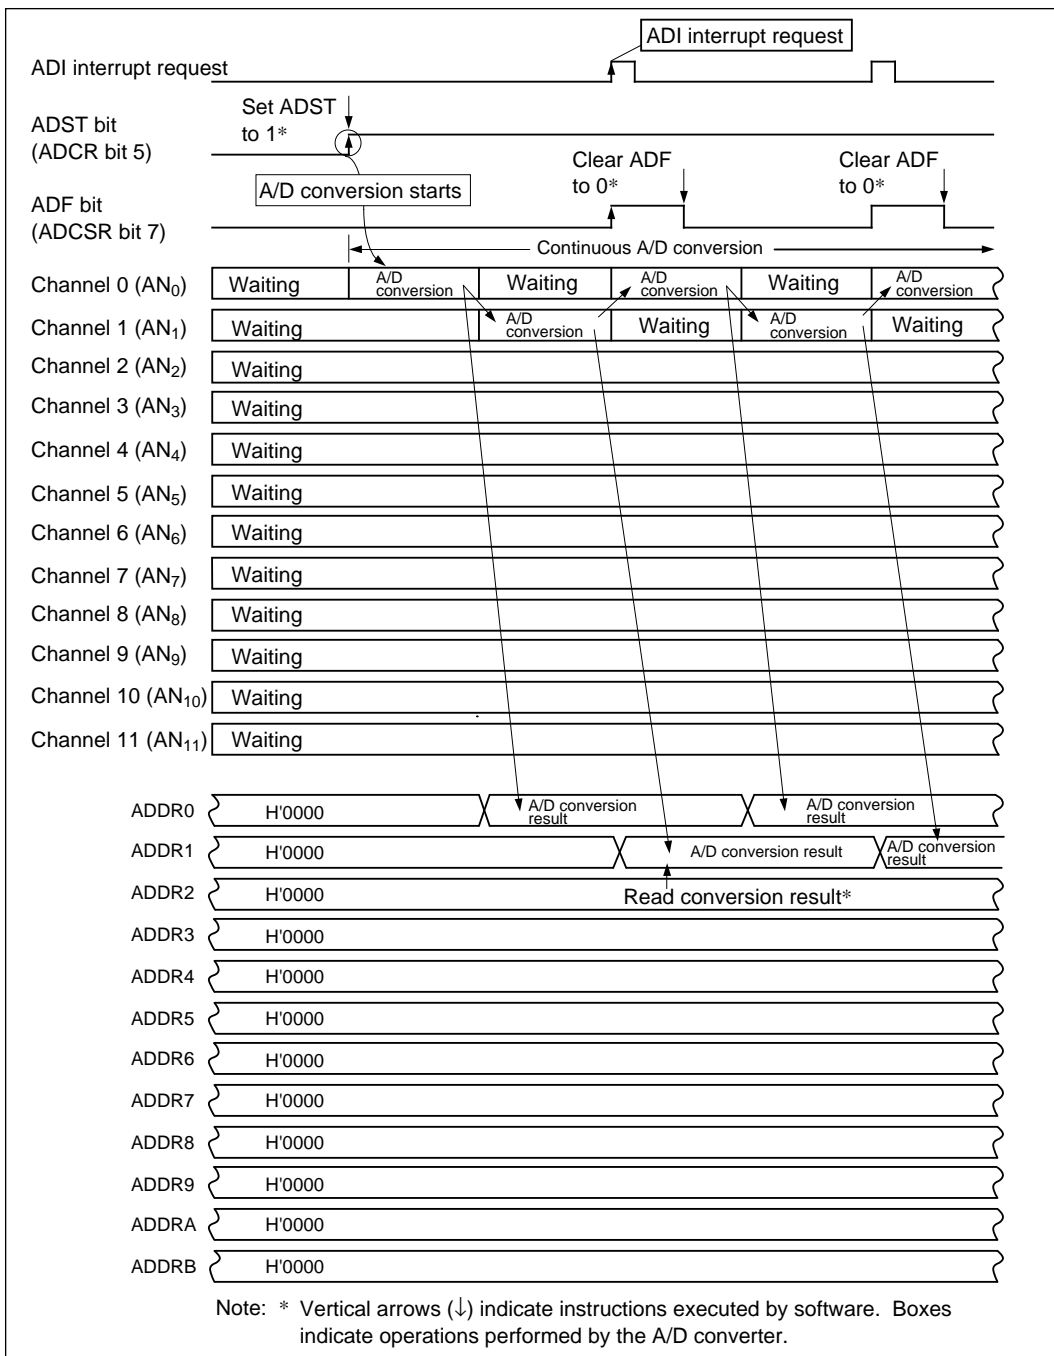 ADI interrupt request
ADI interrupt request
Set ADST
to 1*
ADST bit
(ADCR bit 5)
Clear ADF
to 0*
Clear ADF
to 0*
A/D conversion starts
ADF bit
(ADCSR bit 7)
Continuous A/D conversion
Channel 0 (AN0) Waiting A/D conversion Waiting A/D conversion Waiting A/D conversion
Channel 1 (AN1) Waiting A/D conversion Waiting A/D conversion Waiting
Channel 2 (AN2) Waiting
Channel 3 (AN3) Waiting
Channel 4 (AN4) Waiting
Channel 5 (AN5) Waiting
Channel 6 (AN6) Waiting
Channel 7 (AN7) Waiting
Channel 8 (AN8) Waiting
Channel 9 (AN9) Waiting
Channel 10 (AN10) Waiting
Channel 11 (AN11) Waiting
ADDR0 H'0000 A/D conversion result A/D conversion result
ADDR1 H'0000 A/D conversion result A/D conversion result
ADDR2 H'0000 Read conversion result*
ADDR3 H'0000
ADDR4 H'0000
ADDR5 H'0000
ADDR6 H'0000
ADDR7 H'0000
ADDR8 H'0000
ADDR9 H'0000
ADDRA H'0000
ADDRB H'0000
Note: * Vertical arrows (↓) indicate instructions executed by software. Boxes
indicate operations performed by the A/D converter.